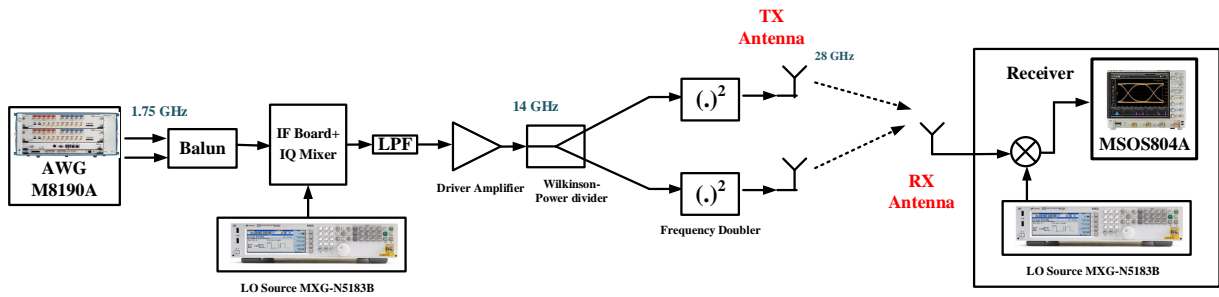 AWG
M8190A
1.75 GHz
Balun
IF Board+
IQ Mixer
LO Source MXG-N5183B
LPF
Driver Amplifier
14 GHz
Wilkinson-
Power divider
(.)²
(.)²
Frequency Doubler
TX
Antenna
28 GHz
RX
Antenna
Receiver
MSOS804A
LO Source MXG-N5183B